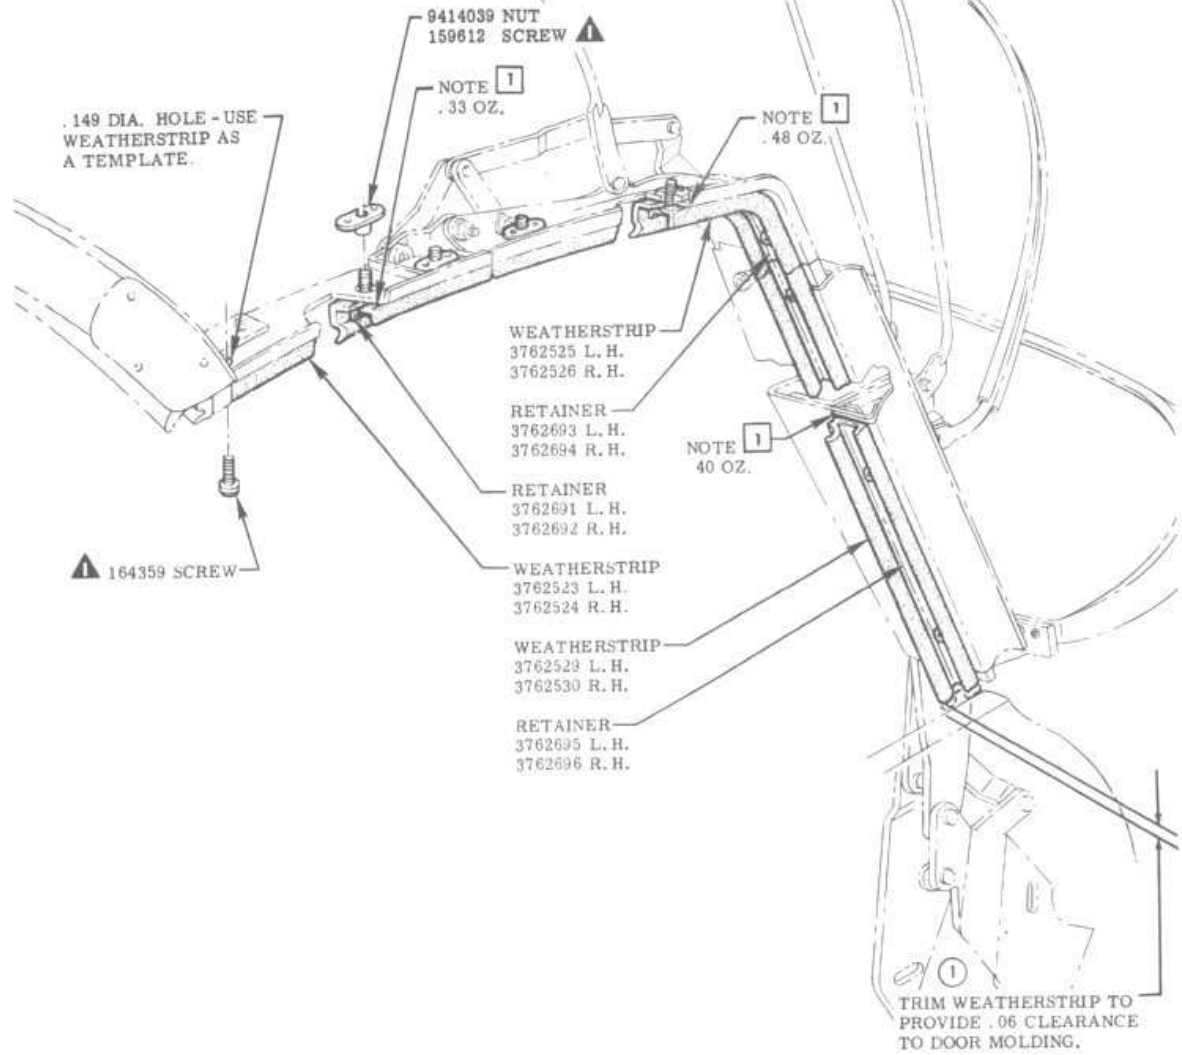 9414039 NUT
159612 SCREW 1
NOTE 1
.33 OZ.
.149 DIA. HOLE - USE
WEATHERSTRIP AS
A TEMPLATE.
NOTE 1
.48 OZ.
WEATHERSTRIP
3762525 L.H.
3762526 R.H.
RETAINER
3762693 L.H.
3762694 R.H.
NOTE 1
40 OZ.
RETAINER
3762691 L.H.
3762692 R.H.
1 164359 SCREW
WEATHERSTRIP
3762523 L.H.
3762524 R.H.
WEATHERSTRIP
3762529 L.H.
3762530 R.H.
RETAINER
3762695 L.H.
3762696 R.H.
1
TRIM WEATHERSTRIP TO
PROVIDE .06 CLEARANCE
TO DOOR MOLDING.